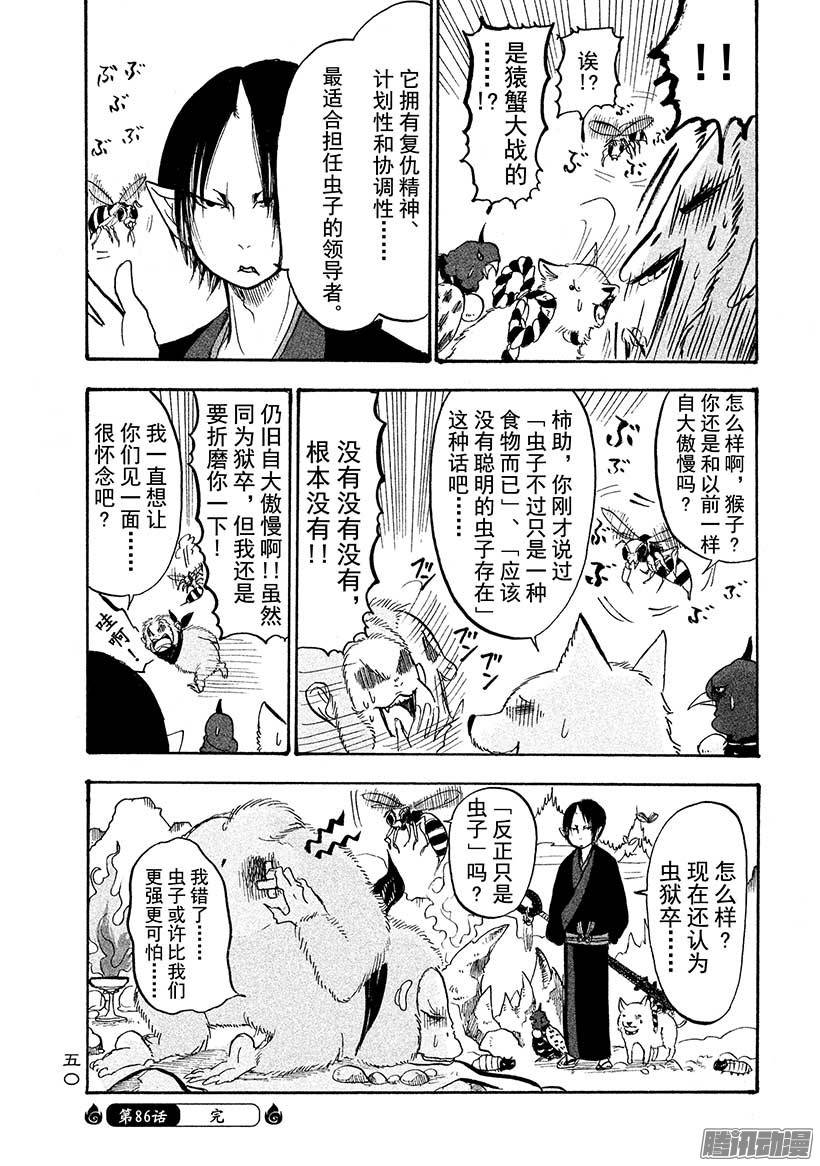 !!
ぶ
ぶ
诶!?
是猿蟹大战的
……!?
它拥有复仇精神、
计划性和协调性……
最适合担任虫子的领导者。
ぶ
ぶ
怎么样啊，猴子?
你还是和以前一样
自大傲慢吗?
ぶ
ぶ
ぶ
柿助，你刚才说过
「虫子不过只是一种
食物而已」、「应该
没有聪明的虫子存在」
这种话吧……
没有没有没有，
根本没有!!
仍旧自大傲慢啊!!虽然
同为狱卒，但我还是
要折磨你一下!
我一直想让
你们见一面……
很怀念吧?
哇
啊!!
怎么样?
现在还认为
虫狱卒……
「反正只是
虫子」吗?
我错了……
虫子或许比我们
更强更可怕……
五〇
第86话 完
腾讯动漫